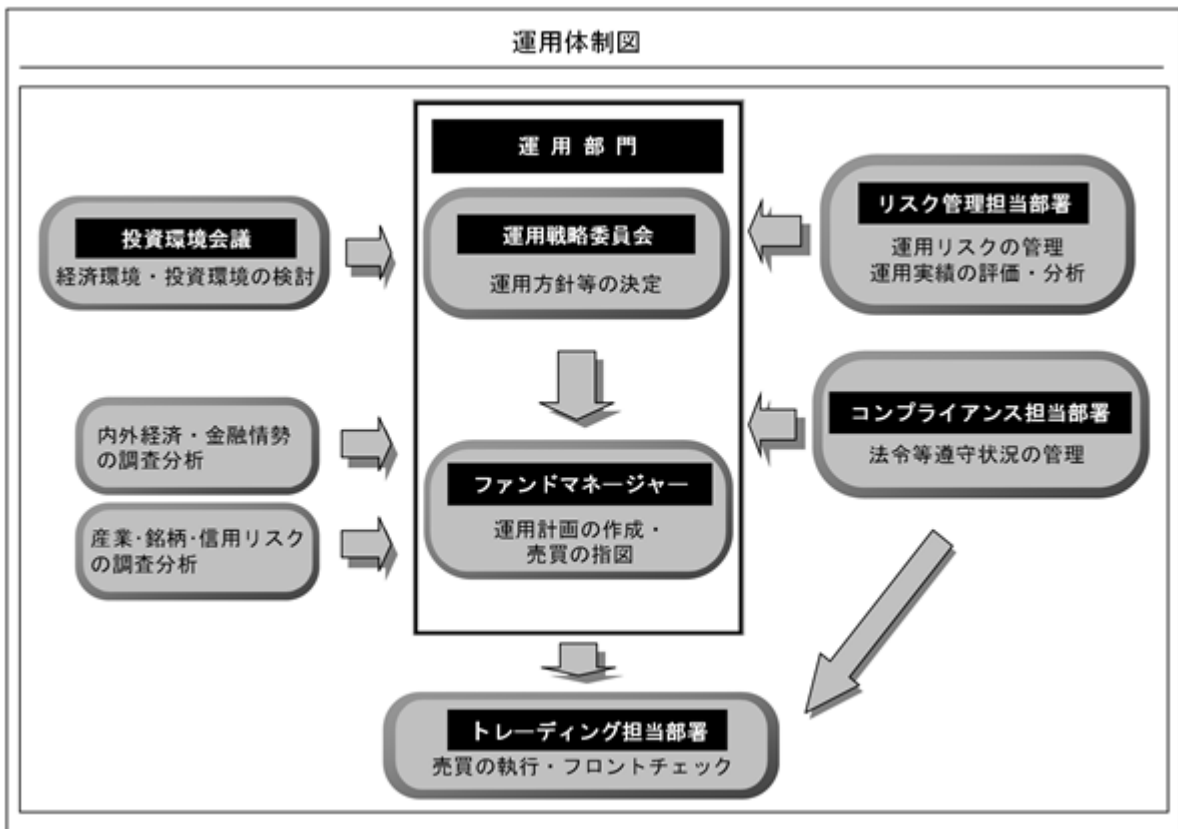 運用体制図
運用部門
投資環境会議
経済環境・投資環境の検討
運用戦略委員会
運用方針等の決定
リスク管理担当部署
運用リスクの管理
運用実績の評価・分析
内外経済・金融情勢
の調査分析
産業・銘柄・信用リスク
の調査分析
ファンドマネージャー
運用計画の作成・
売買の指図
コンプライアンス担当部署
法令等遵守状況の管理
トレーディング担当部署
売買の執行・フロントチェック